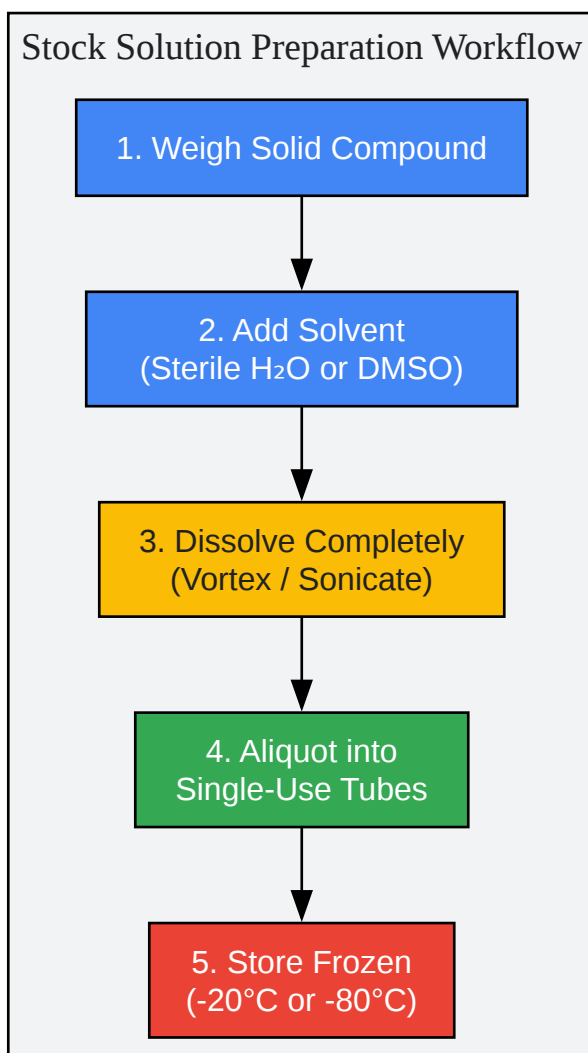 Stock Solution Preparation Workflow
1. Weigh Solid Compound
2. Add Solvent
(Sterile H₂O or DMSO)
3. Dissolve Completely
(Vortex / Sonicate)
4. Aliquot into
Single-Use Tubes
5. Store Frozen
(-20°C or -80°C)